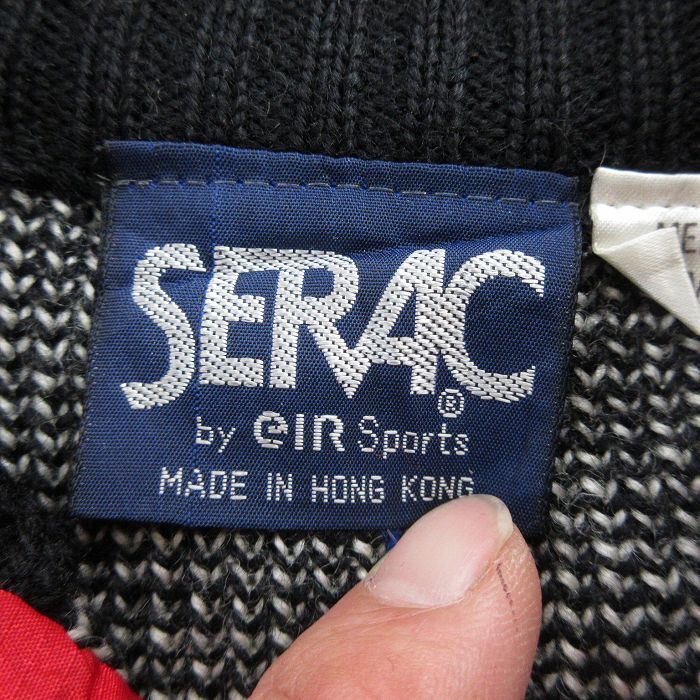 SERAC®
by eIR Sports
MADE IN HONG KONG